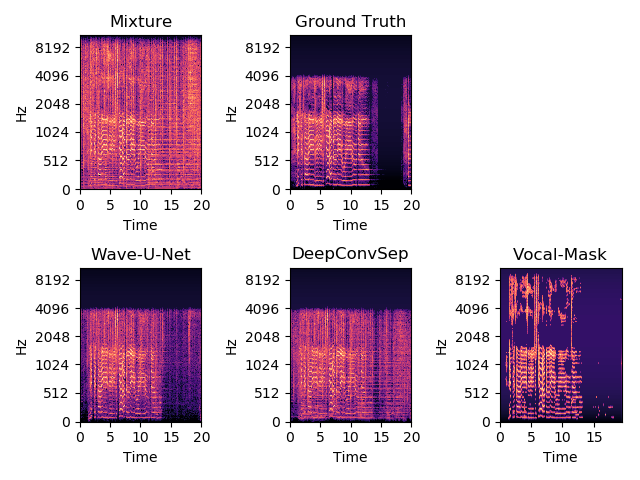 Mixture
Ground Truth
8192
4096
2048
1024
512
0
Hz
0 5 10 15 20
Time
8192
4096
2048
1024
512
0
Hz
0 5 10 15 20
Time
Wave-U-Net
DeepConvSep
Vocal-Mask
8192
4096
2048
1024
512
0
Hz
0 5 10 15 20
Time
8192
4096
2048
1024
512
0
Hz
0 5 10 15 20
Time
8192
4096
2048
1024
512
0
Hz
0 5 10 15
Time